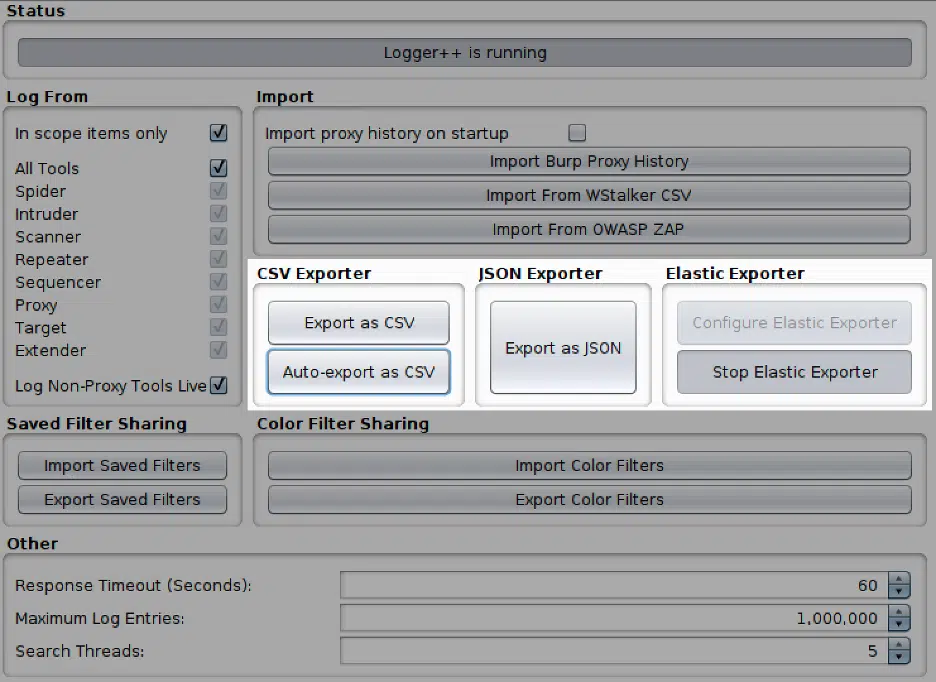 Status
Logger++ is running
Log From
In scope items only
All Tools
Spider
Intruder
Scanner
Repeater
Sequencer
Proxy
Target
Extender
Log Non-Proxy Tools Live
Import
Import proxy history on startup
Import Burp Proxy History
Import From WStalker CSV
Import From OWASP ZAP
CSV Exporter
Export as CSV
Auto-export as CSV
JSON Exporter
Export as JSON
Elastic Exporter
Configure Elastic Exporter
Stop Elastic Exporter
Saved Filter Sharing
Import Saved Filters
Export Saved Filters
Color Filter Sharing
Import Color Filters
Export Color Filters
Other
Response Timeout (Seconds): 60
Maximum Log Entries: 1,000,000
Search Threads: 5